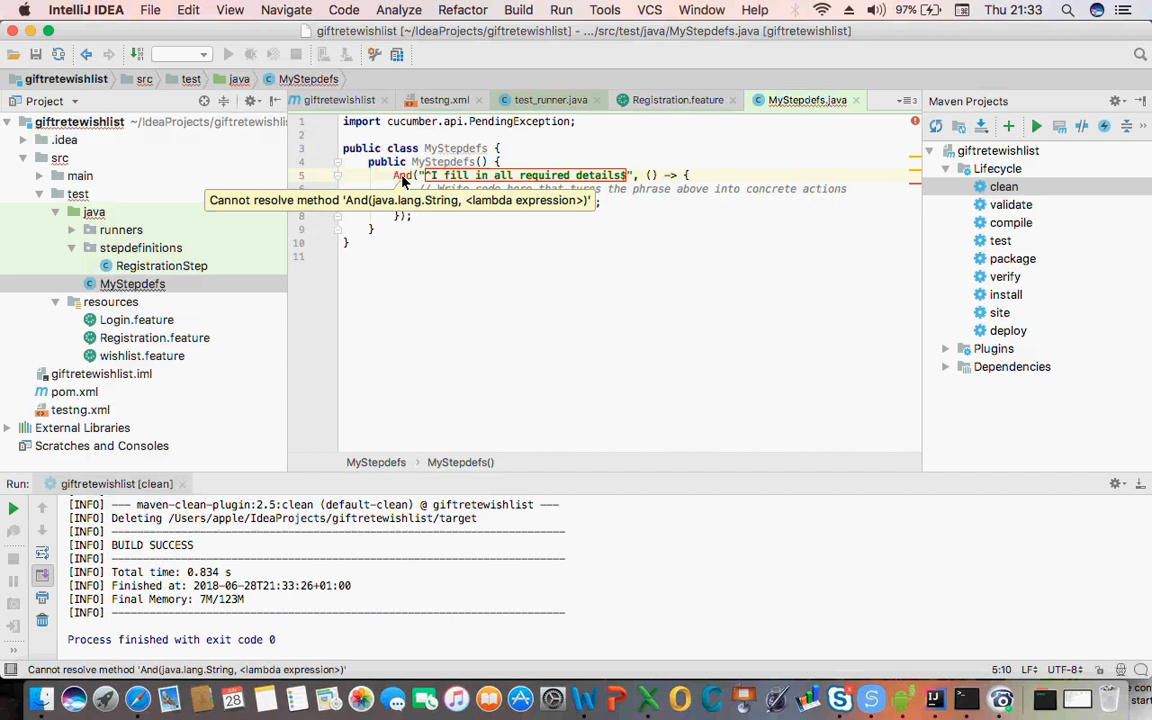 IntelliJ IDEA File Edit View Navigate Code Analyze Refactor Build Run Tools VCS Window Help 97% Thu 21:33
giftretewishlist [~/IdeaProjects/giftretewishlist] - .../src/test/java/MyStepdefs.java [giftretewishlist]
giftretewishlist src test java MyStepdefs
Project
giftretewishlist ~/IdeaProjects/giftretewishlis
.idea
src
main
test
java
runners
stepdefinitions
RegistrationStep
MyStepdefs
resources
Login.feature
Registration.feature
wishlist.feature
giftretewishlist.iml
pom.xml
testng.xml
External Libraries
Scratches and Consoles
giftretewishlist testng.xml test_runner.java Registration.feature MyStepdefs.java
1 import cucumber.api.PendingException;
2
3 public class MyStepdefs {
4 public MyStepdefs() {
5 And("^I fill in all required details$", () -> {
// Write code here that turns the phrase above into concrete actions
Cannot resolve method 'And(java.lang.String, <lambda expression>)' ;
8 });
9 }
10 }
11
MyStepdefs MyStepdefs()
Maven Projects
giftretewishlist
Lifecycle
clean
validate
compile
test
package
verify
install
site
deploy
Plugins
Dependencies
Run: giftretewishlist [clean]
[INFO] --- maven-clean-plugin:2.5:clean (default-clean) @ giftretewishlist ---
[INFO] Deleting /Users/apple/IdeaProjects/giftretewishlist/target
[INFO] ------------------------------------------------------------------------
[INFO] BUILD SUCCESS
[INFO] ------------------------------------------------------------------------
[INFO] Total time: 0.834 s
[INFO] Finished at: 2018-06-28T21:33:26+01:00
[INFO] Final Memory: 7M/123M
[INFO] ------------------------------------------------------------------------
Process finished with exit code 0
Cannot resolve method 'And(java.lang.String, <lambda expression>)' 5:10 LF UTF-8